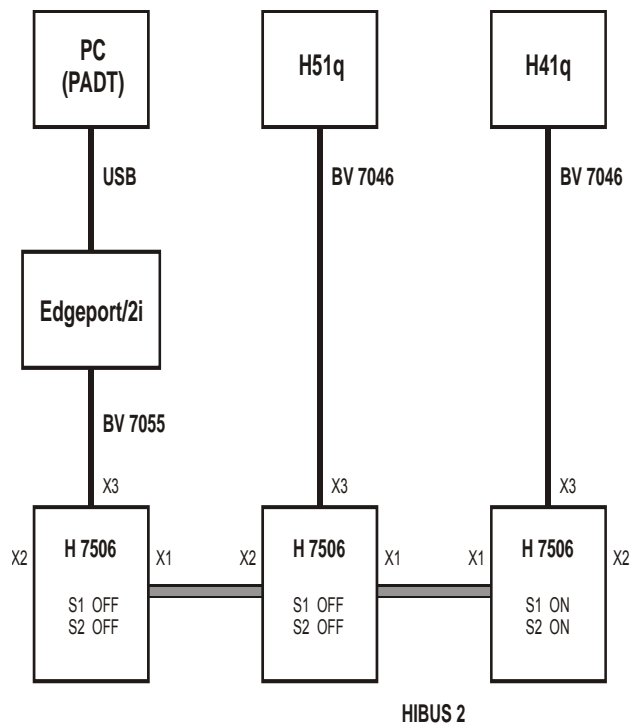 PC
(PADT)
H51q
H41q
USB
BV 7046
BV 7046
Edgeport/2i
BV 7055
X3
X3
X3
X2
H 7506
X1
X2
H 7506
X1
X1
H 7506
X2
S1 OFF
S2 OFF
S1 OFF
S2 OFF
S1 ON
S2 ON
HIBUS 2